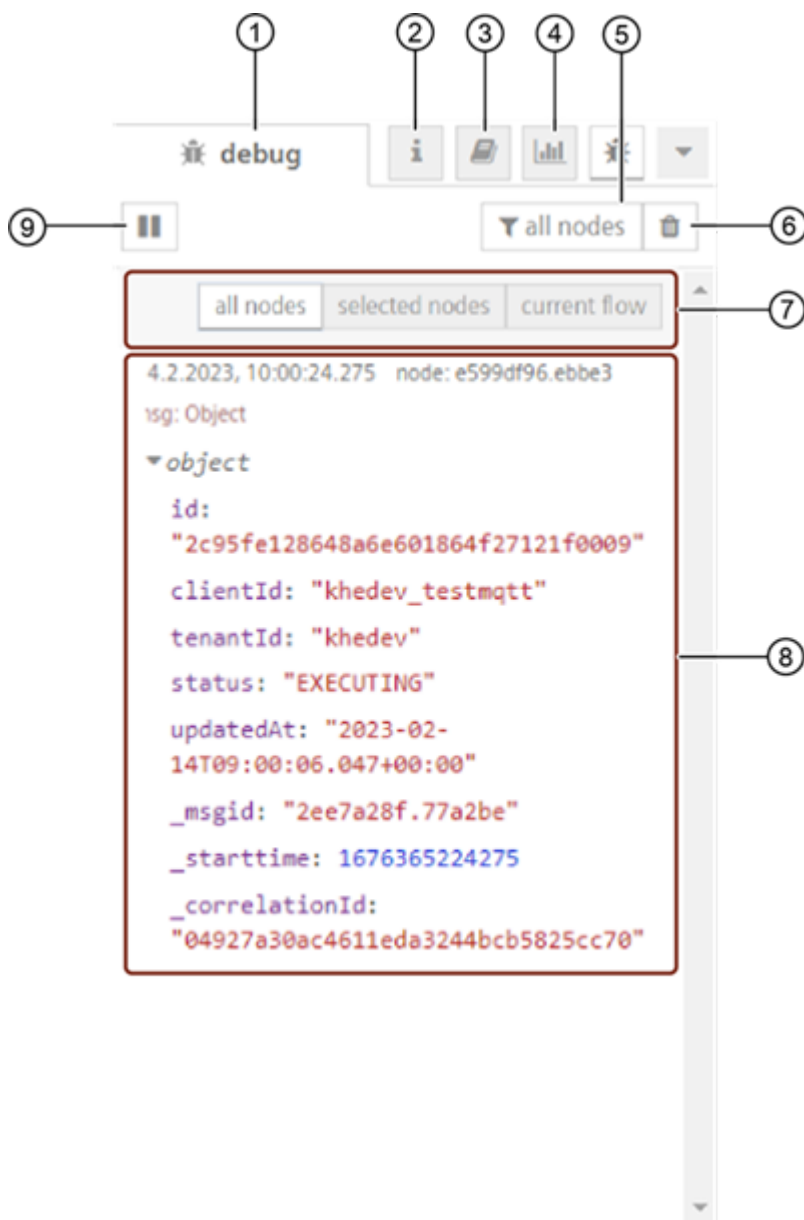 1 2 3 4 5
debug i
9 all nodes 6
all nodes selected nodes current flow 7
4.2.2023, 10:00:24.275 node: e599df96.ebbe3
sg: Object
object
id:
"2c95fe128648a6e601864f27121f0009"
clientId: "khedev_testmqtt"
tenantId: "khedev"
8
status: "EXECUTING"
updatedAt: "2023-02-
14T09:00:06.047+00:00"
_msgid: "2ee7a28f.77a2be"
_starttime: 1676365224275
_correlationId:
"04927a30ac4611eda3244bcb5825cc70"